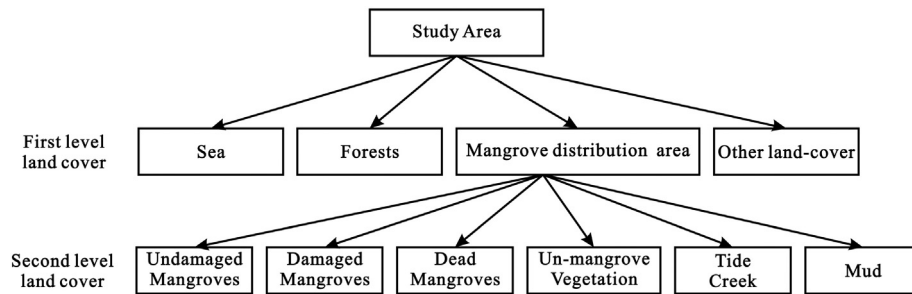 Study Area
First level
land cover
Sea
Forests
Mangrove distribution area
Other land-cover
Second level
land cover
Undamaged
Mangroves
Damaged
Mangroves
Dead
Mangroves
Un-mangrove
Vegetation
Tide
Creek
Mud